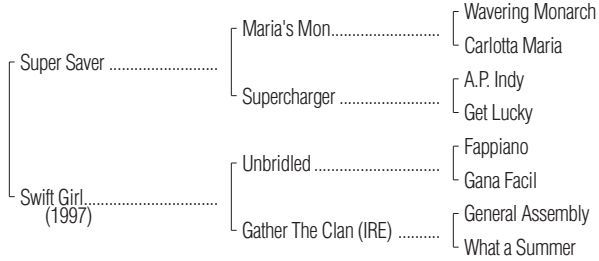 Wavering Monarch
Maria's Mon
Carlotta Maria
Super Saver
A.P. Indy
Supercharger
Get Lucky
Fappiano
Unbridled
Gana Facil
Swift Girl
(1997)
General Assembly
Gather The Clan (IRE)
What a Summer